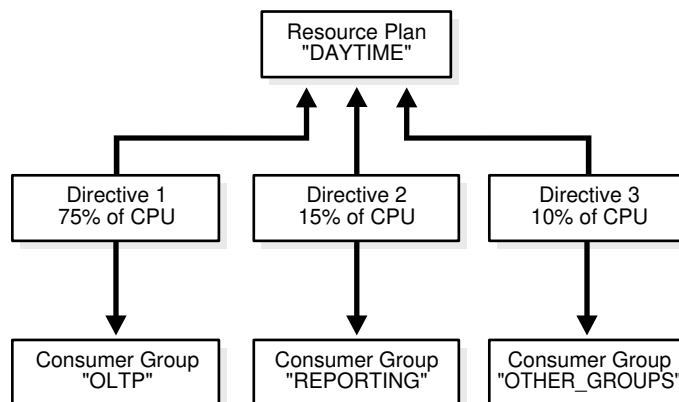 Resource Plan
"DAYTIME"
Directive 1
75% of CPU
Directive 2
15% of CPU
Directive 3
10% of CPU
Consumer Group
"OLTP"
Consumer Group
"REPORTING"
Consumer Group
"OTHER_GROUPS"